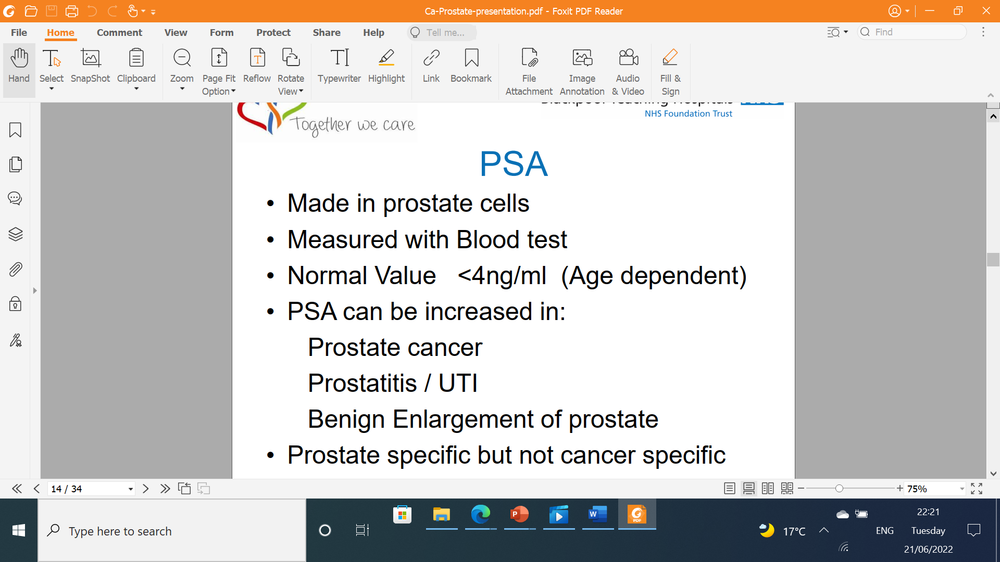 Ca-Prostate-presentation.pdf - Foxit PDF Reader
File Home Comment View Form Protect Share Help Tell me... Find
Hand Select SnapShot Clipboard Zoom Page Fit Option Reflow Rotate View Typewriter Highlight Link Bookmark File Attachment Image Annotation Audio & Video Fill & Sign
Blackpool Teaching Hospitals
NHS Foundation Trust
Together we care
PSA
• Made in prostate cells
• Measured with Blood test
• Normal Value <4ng/ml (Age dependent)
• PSA can be increased in:
Prostate cancer
Prostatitis / UTI
Benign Enlargement of prostate
• Prostate specific but not cancer specific
14 / 34
75%
Type here to search
17°C
ENG
22:21
Tuesday
21/06/2022